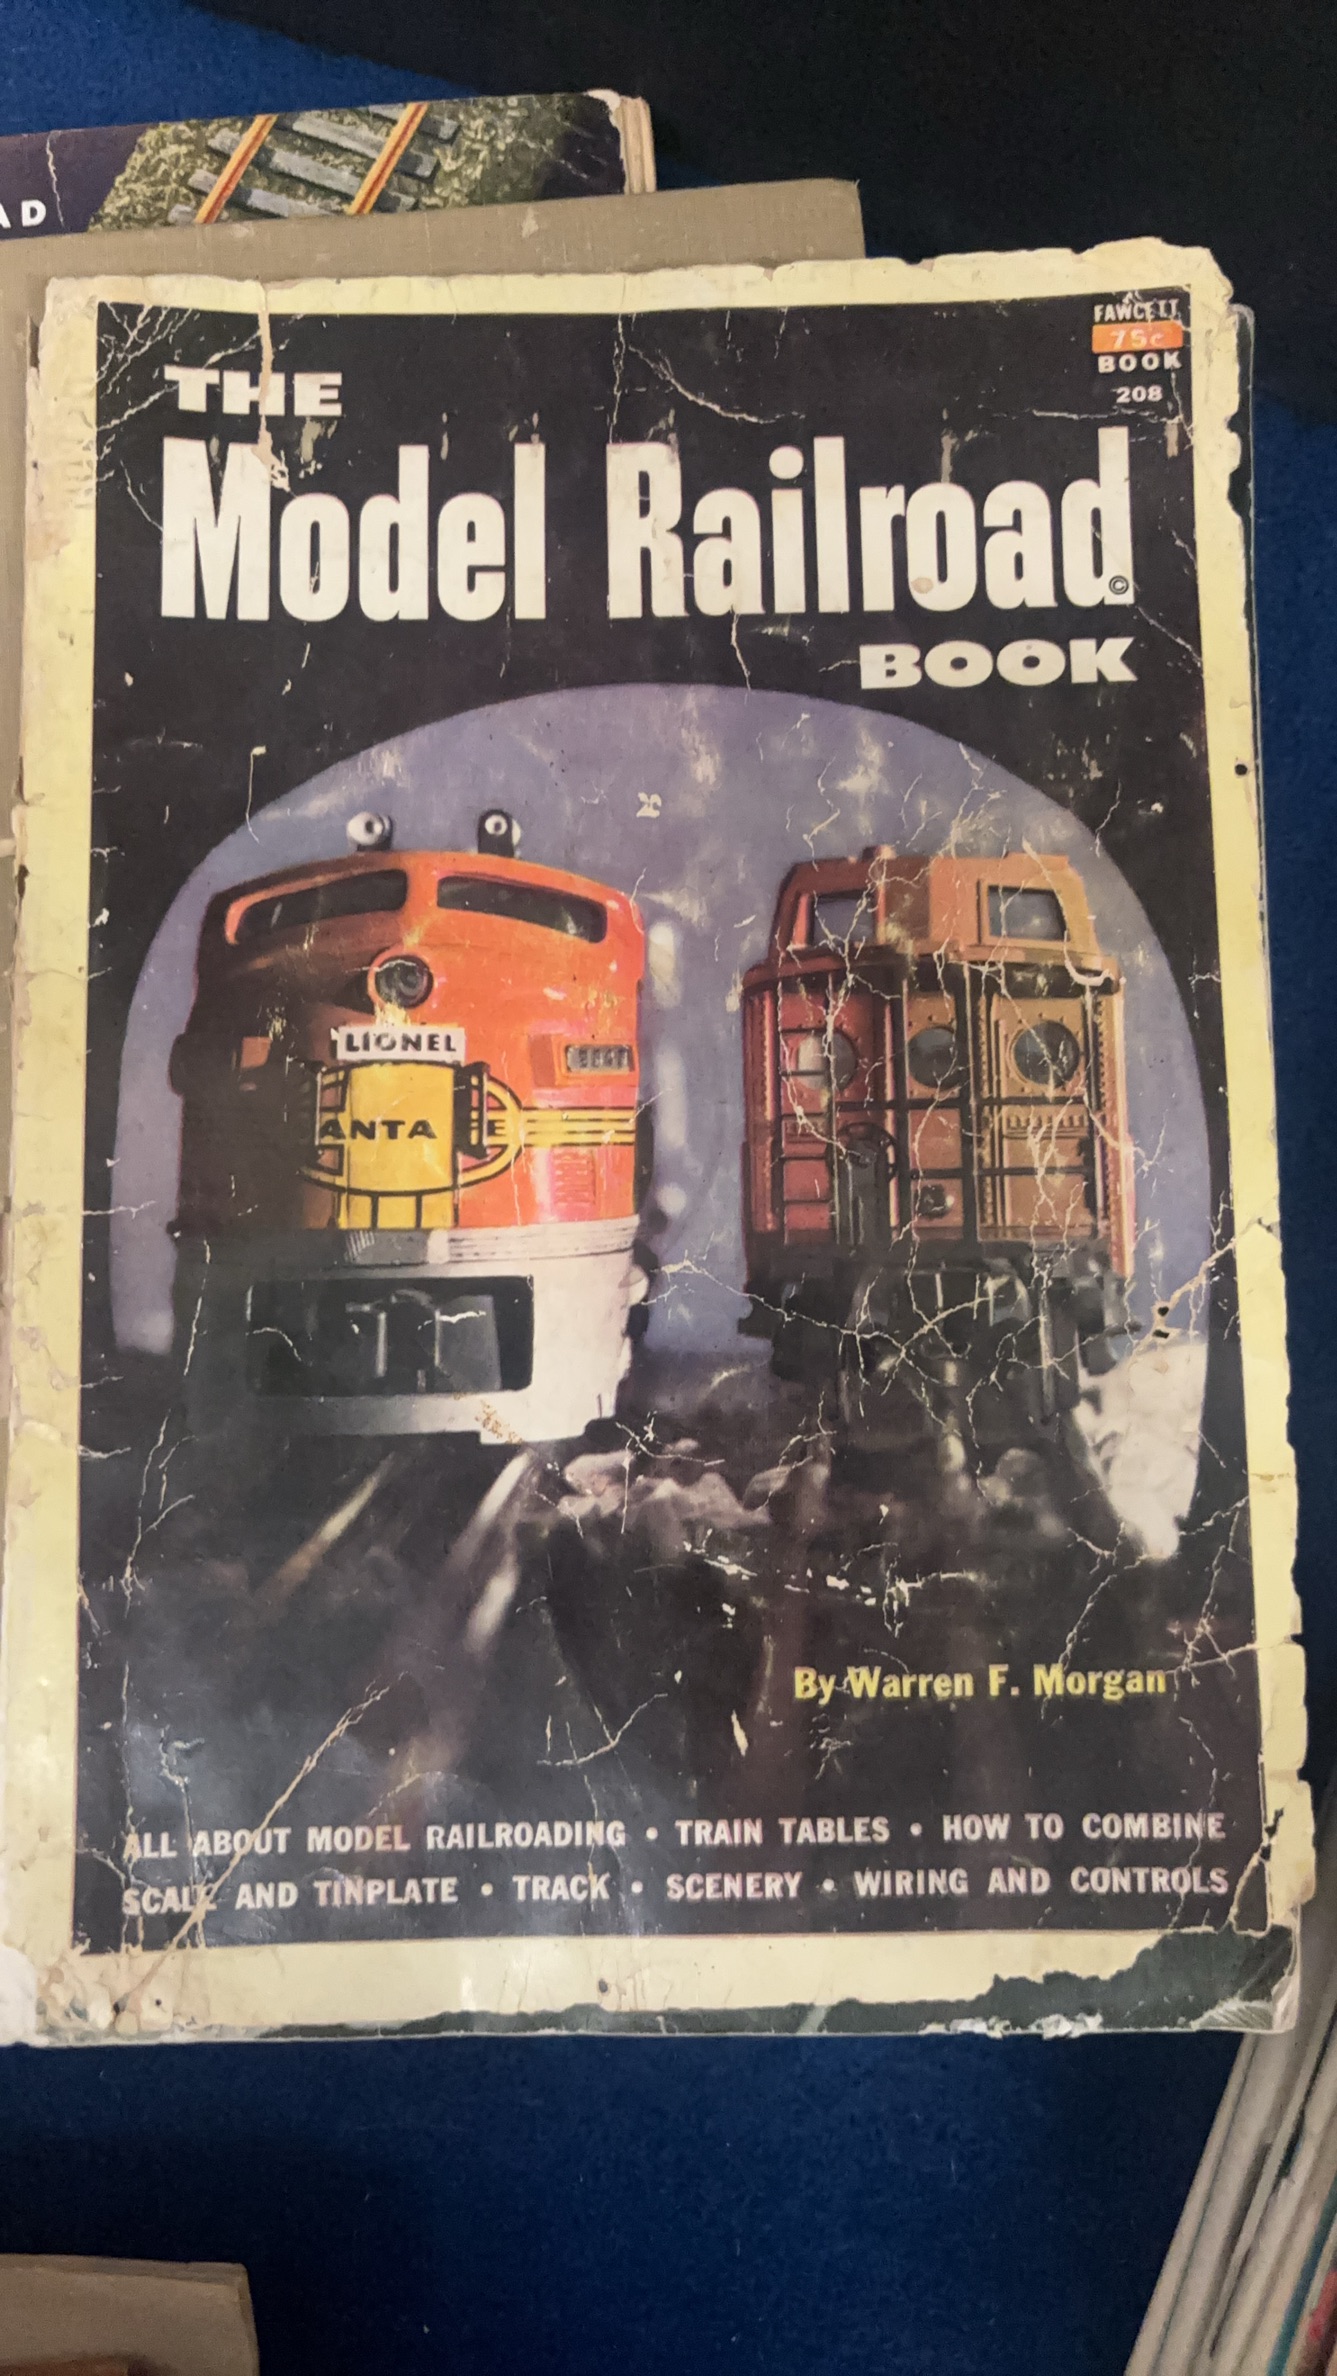 AD
FAWCETT
75c
BOOK
208
THE
Model Railroad
©
BOOK
LIONEL
ANTA E
By Warren F. Morgan
ALL ABOUT MODEL RAILROADING • TRAIN TABLES • HOW TO COMBINE
SCALE AND TINPLATE • TRACK • SCENERY • WIRING AND CONTROLS